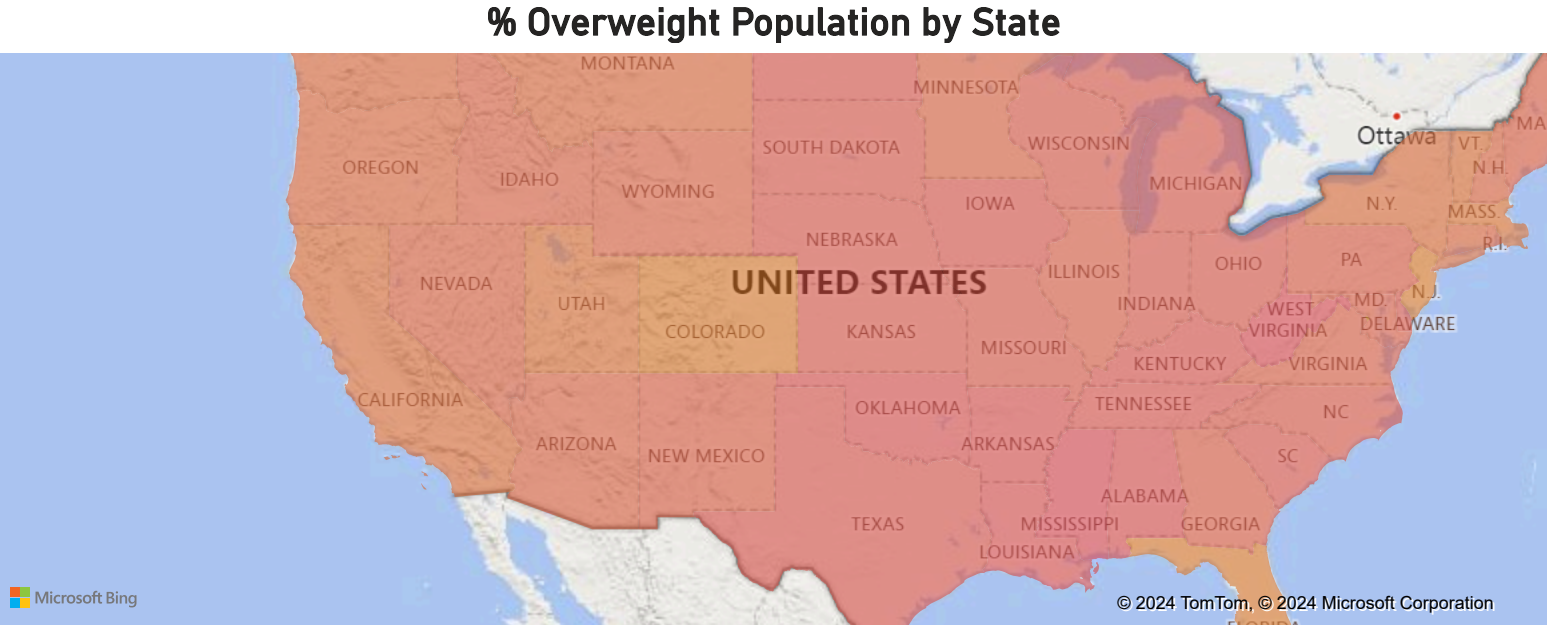 % Overweight Population by State
MONTANA
MINNESOTA
Ottawa
MA
OREGON
IDAHO
WYOMING
SOUTH DAKOTA
WISCONSIN
MICHIGAN
VT.
N.H.
IOWA
N.Y.
MASS.
NEBRASKA
R.I.
NEVADA
UTAH
COLORADO
UNITED STATES
KANSAS
ILLINOIS
INDIANA
OHIO
PA
N.J.
MD.
DELAWARE
WEST
VIRGINIA
MISSOURI
KENTUCKY
VIRGINIA
CALIFORNIA
ARIZONA
NEW MEXICO
OKLAHOMA
ARKANSAS
TENNESSEE
NC
SC
TEXAS
LOUISIANA
MISSISSIPPI
ALABAMA
GEORGIA
FLORIDA
Microsoft Bing
© 2024 TomTom, © 2024 Microsoft Corporation